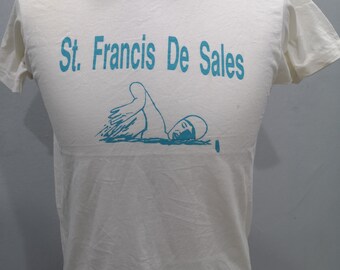 St. Francis De Sales